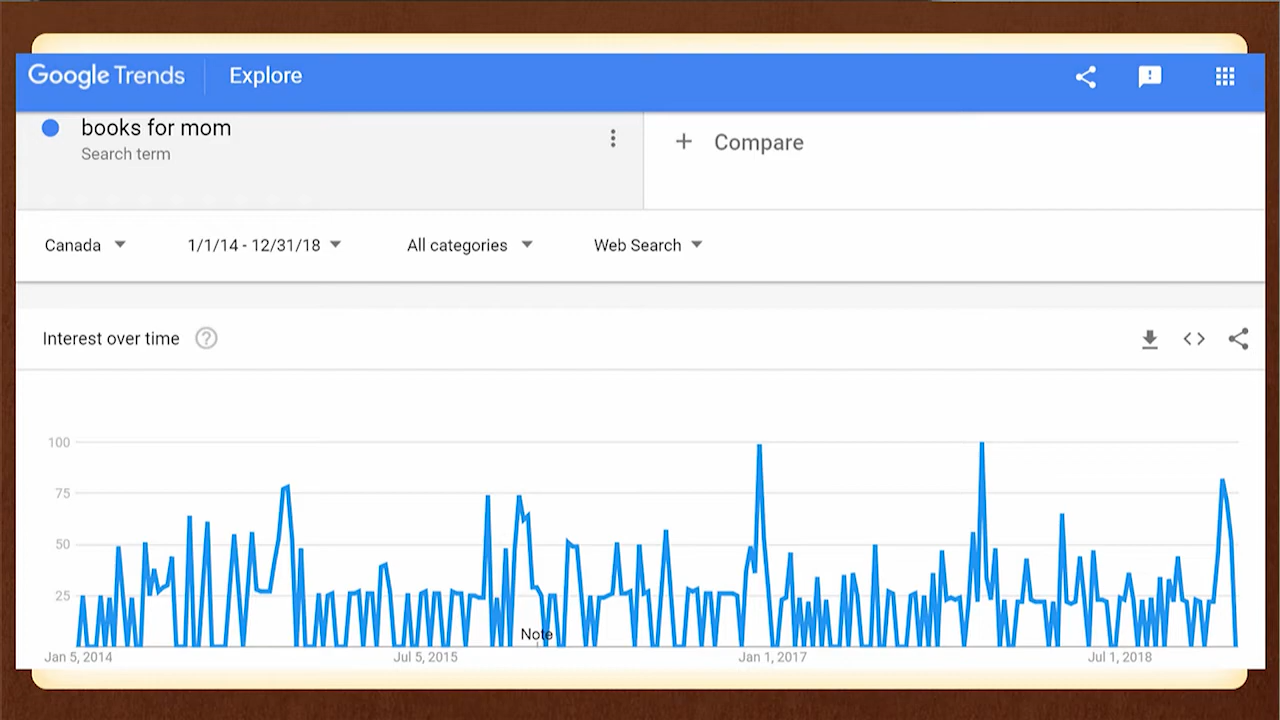 Google Trends Explore
books for mom
Search term
+ Compare
Canada 1/1/14 - 12/31/18 All categories Web Search
Interest over time ?
100
75
50
25
Note
Jan 5, 2014 Jul 5, 2015 Jan 1, 2017 Jul 1, 2018